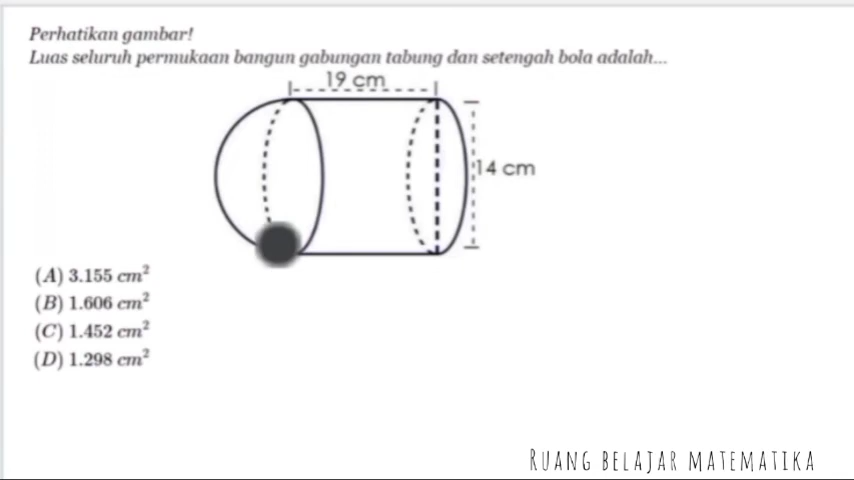 Perhatikan gambar!
Luas seluruh permukaan bangun gabungan tabung dan setengah bola adalah...
19 cm
14 cm
(A) 3.155 cm²
(B) 1.606 cm²
(C) 1.452 cm²
(D) 1.298 cm²
RUANG BELAJAR MATEMATIKA